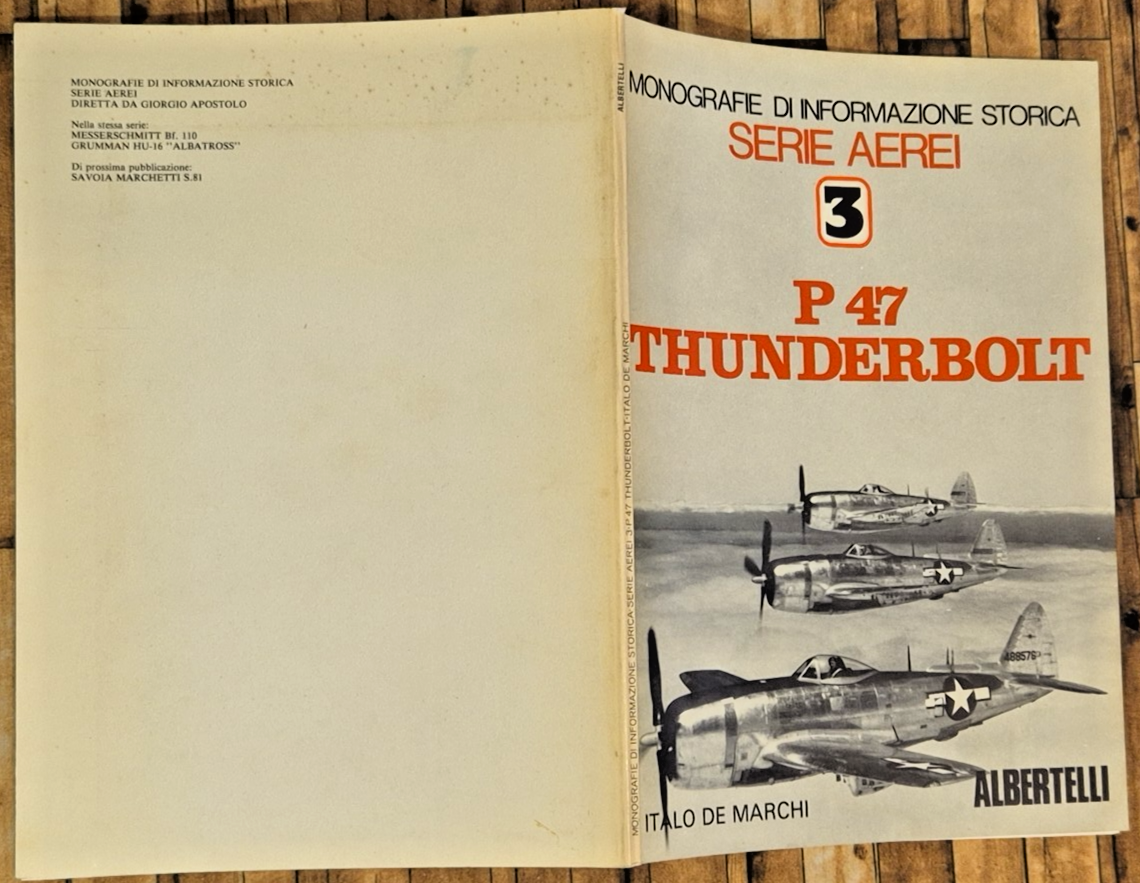 MONOGRAFIE DI INFORMAZIONE STORICA
SERIE AEREI
DIRETTA DA GIORGIO APOSTOLO
Nella stessa serie:
MESSERSCHMITT Bf. 110
GRUMMAN HU-16 "ALBATROSS"
Di prossima pubblicazione:
SAVOIA MARCHETTI S.81
ALBERTELLI
MONOGRAFIE DI INFORMAZIONE STORICA·SERIE AEREI 3·P.47 THUNDERBOLT·ITALO DE MARCHI
MONOGRAFIE DI INFORMAZIONE STORICA
SERIE AEREI
3
P 47
THUNDERBOLT
488576
ALBERTELLI
ITALO DE MARCHI